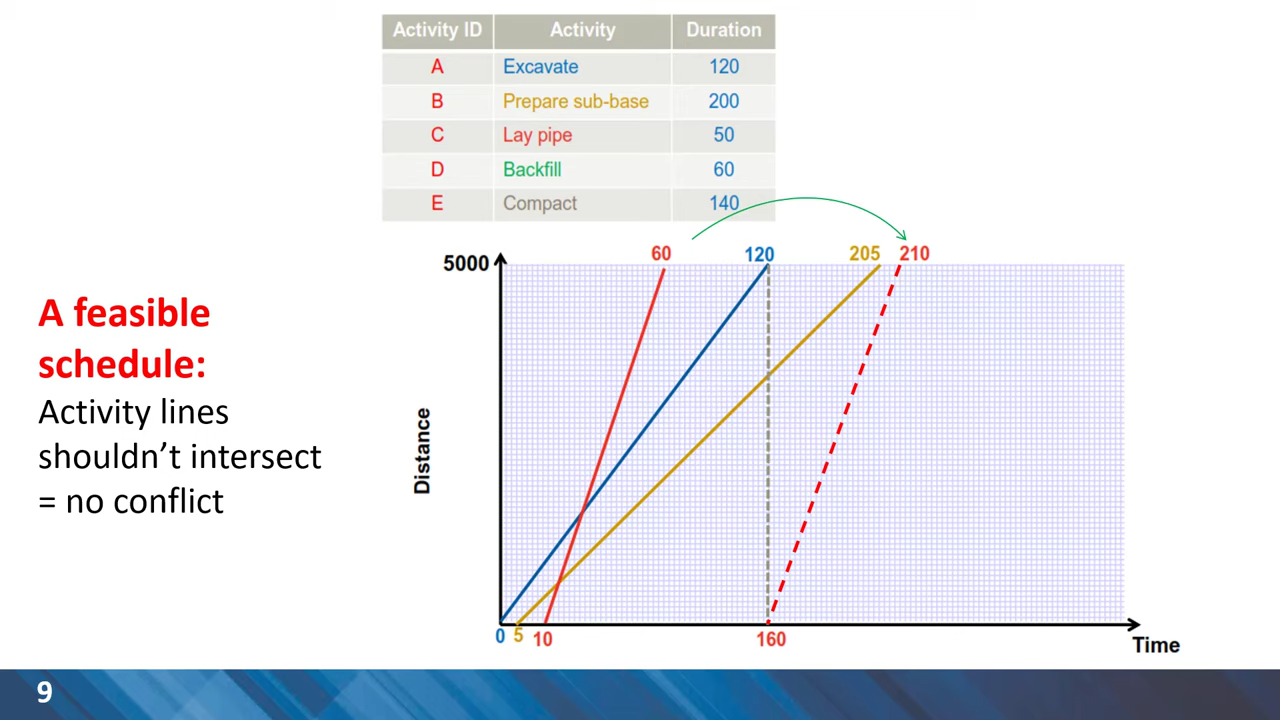 Activity ID Activity Duration
A Excavate 120
B Prepare sub-base 200
C Lay pipe 50
D Backfill 60
E Compact 140
60 120 205 210
5000
A feasible
schedule:
Activity lines
shouldn’t intersect
= no conflict
Distance
0 5 10 160
Time
9